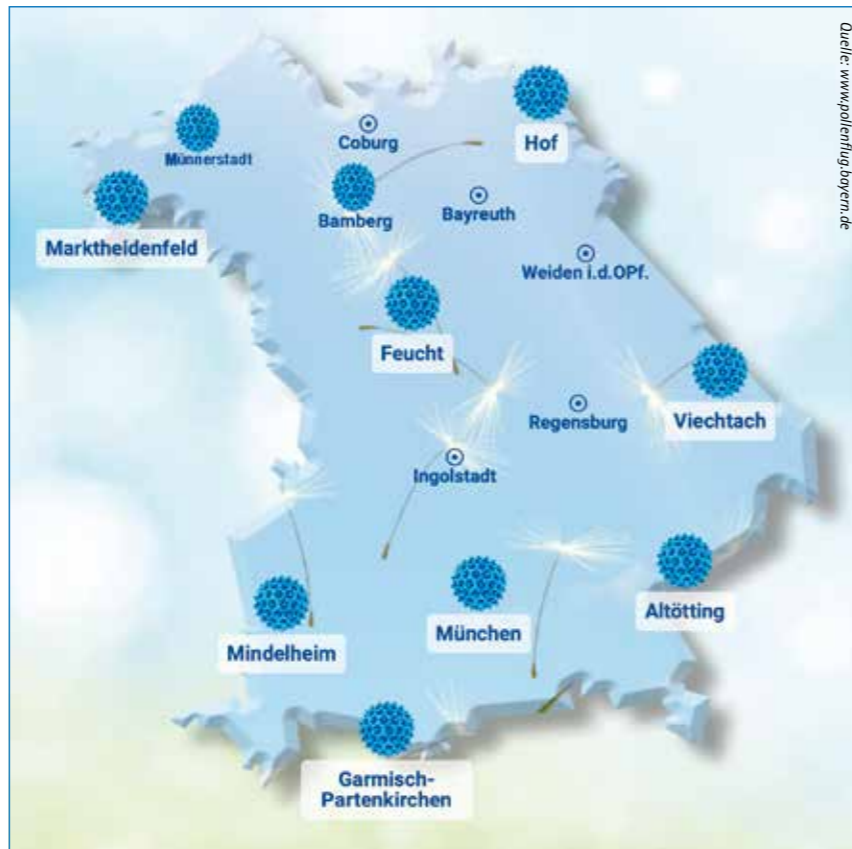 Quelle: www.pollenflug.bayern.de
Hof
Coburg
Münnerstadt
Bamberg
Bayreuth
Marktheidenfeld
Weiden i.d.OPf.
Feucht
Viechtach
Regensburg
Ingolstadt
Altötting
München
Mindelheim
Garmisch-
Partenkirchen